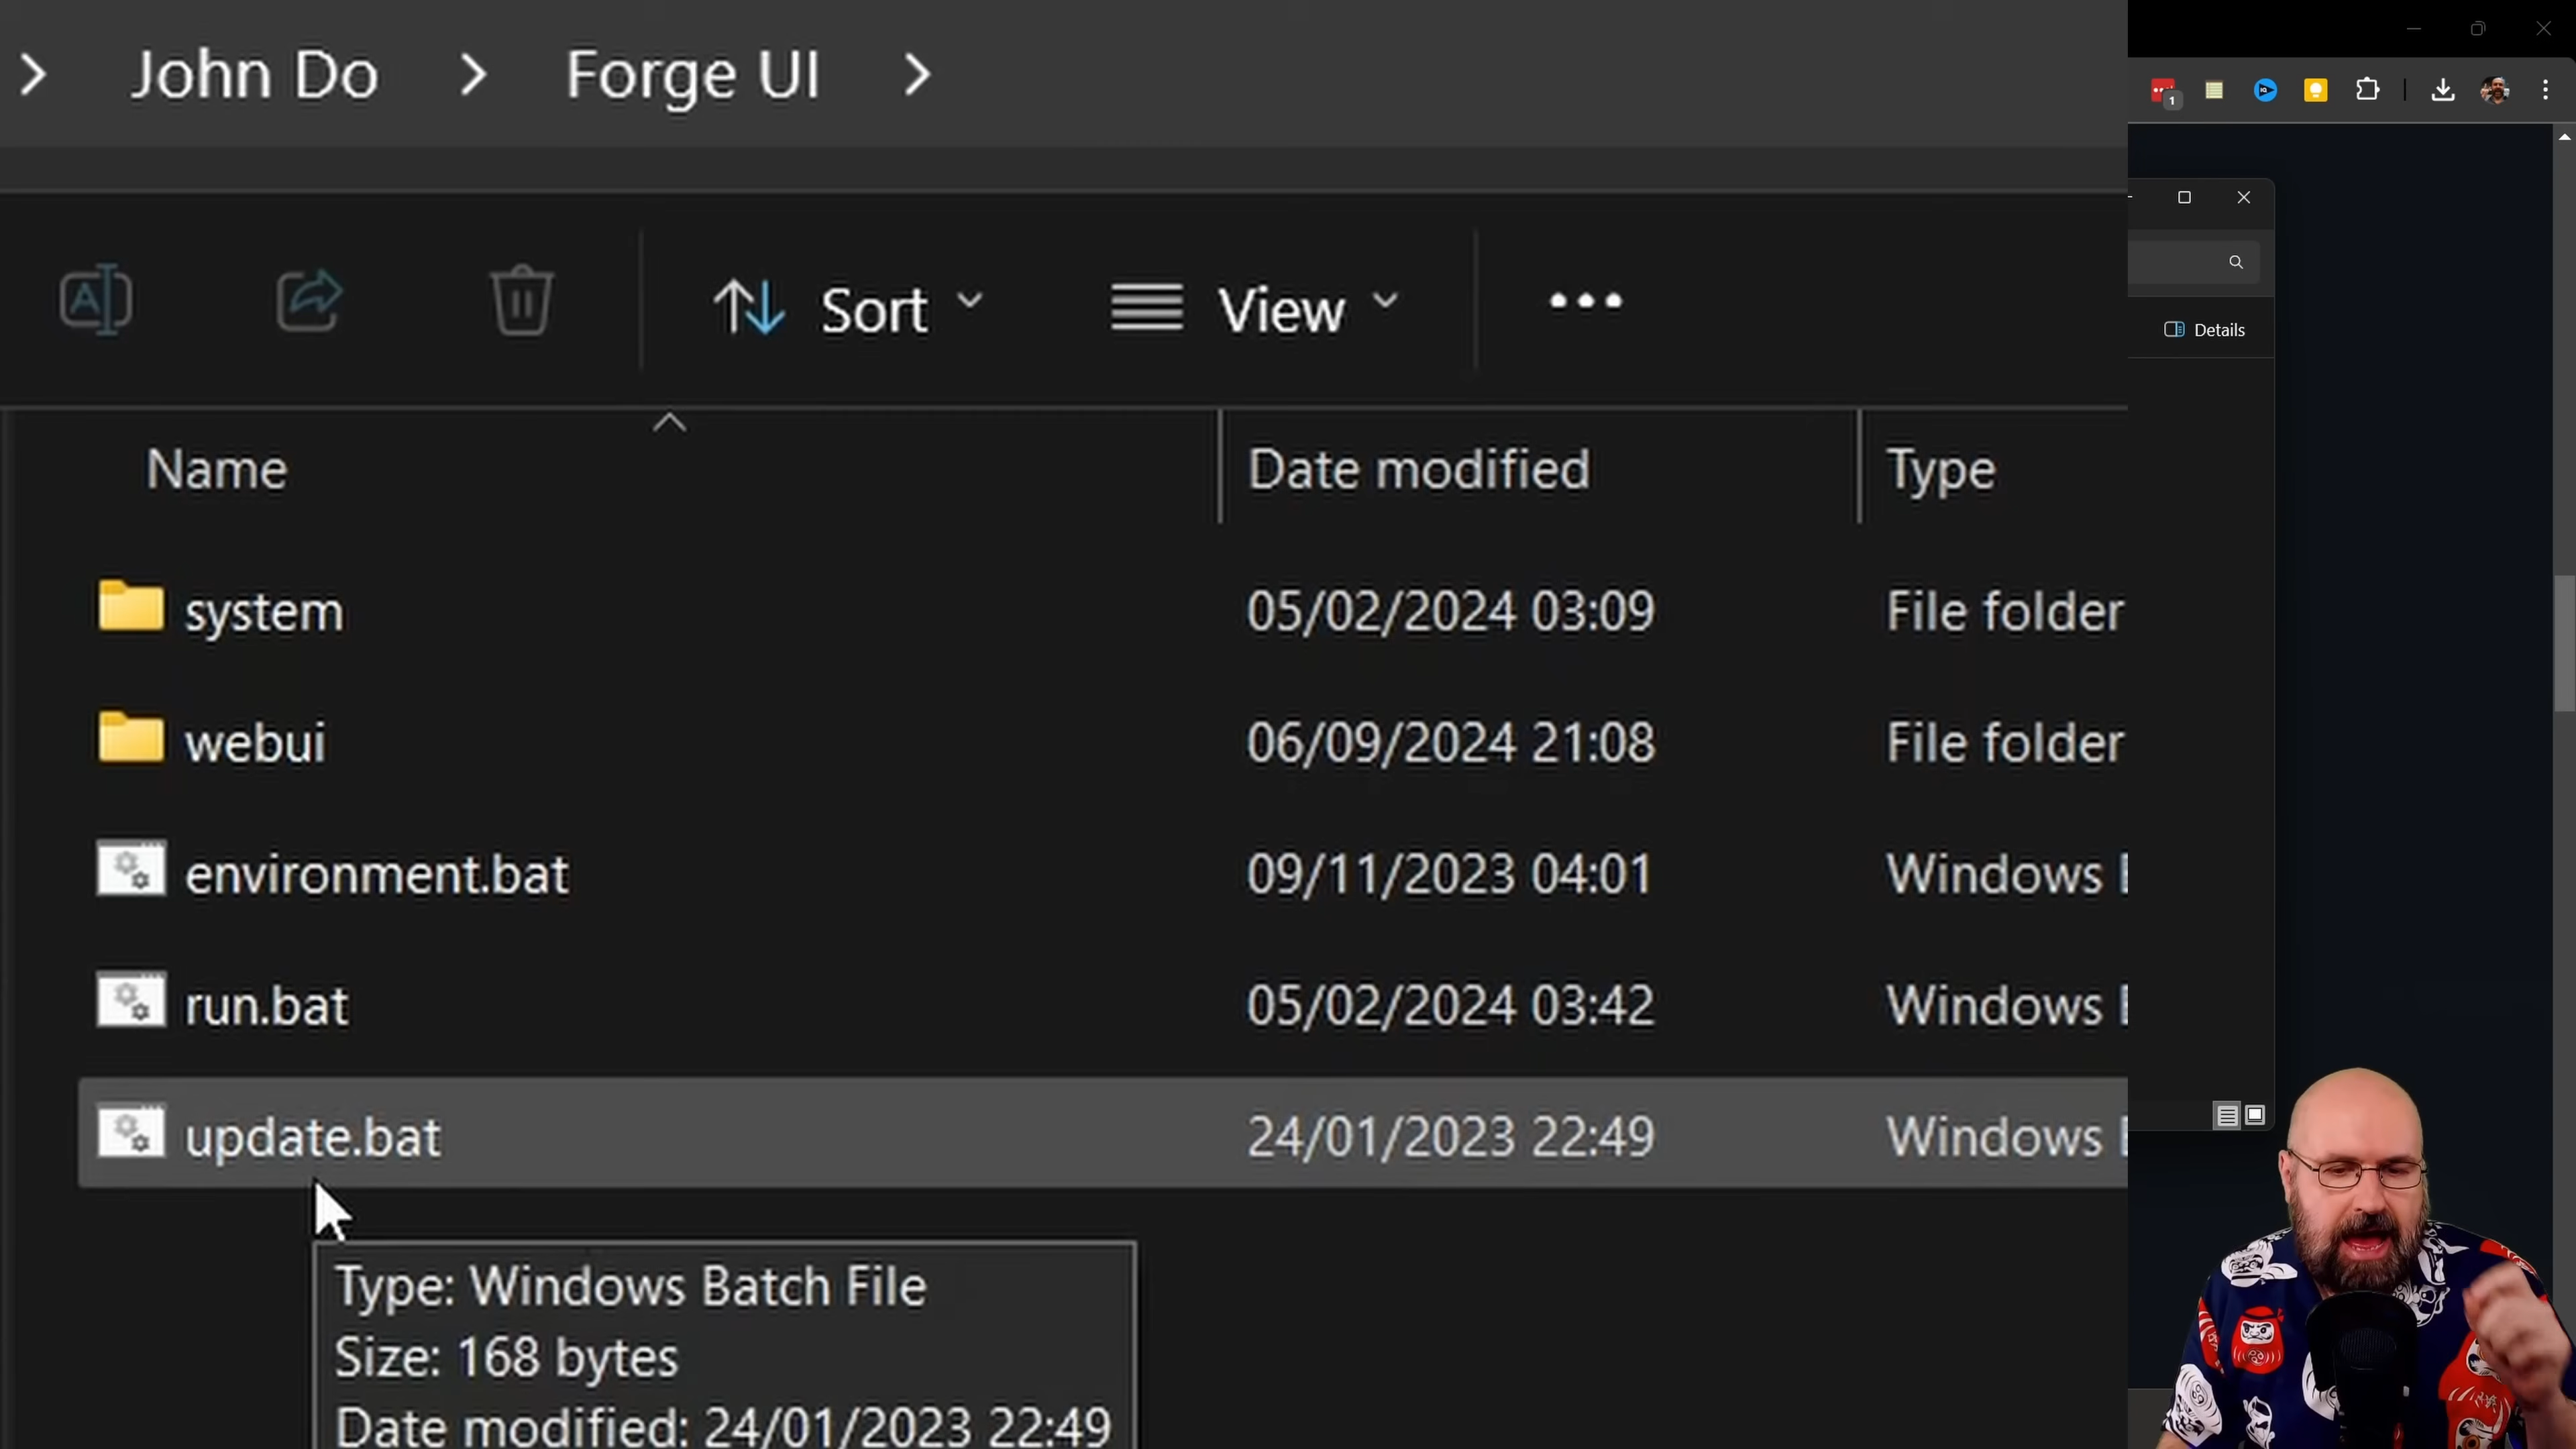 John Do > Forge UI >
Sort View •••
Details
Name Date modified Type
system 05/02/2024 03:09 File folder
webui 06/09/2024 21:08 File folder
environment.bat 09/11/2023 04:01 Windows
run.bat 05/02/2024 03:42 Windows
update.bat 24/01/2023 22:49 Windows
Type: Windows Batch File
Size: 168 bytes
Date modified: 24/01/2023 22:49
1